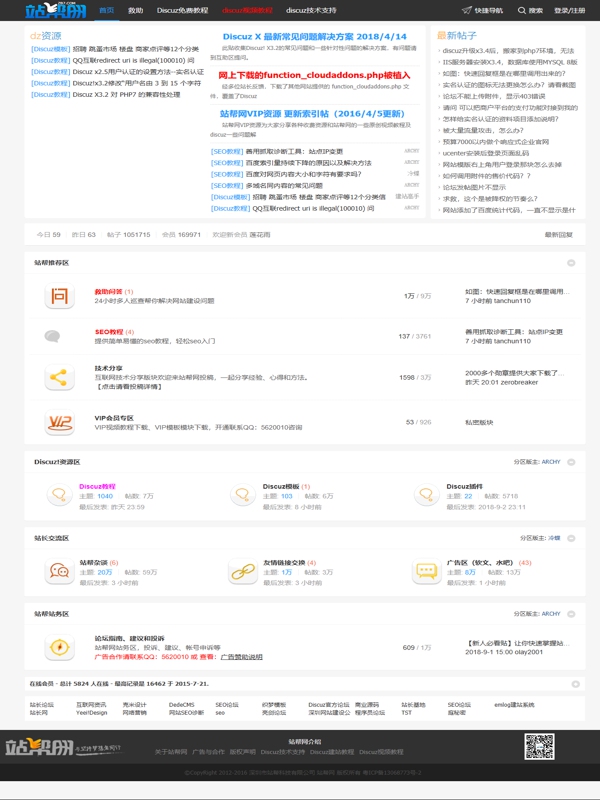 站帮网
首页 救助 Discuz免费教程 discuz视频教程 discuz技术支持 快捷导航 搜索 登录/注册
dz资源
[Discuz模板] 招聘 跳蚤市场 楼盘 商家点评等12个分类
[Discuz教程] QQ互联redirect uri is illegal(100010) 问
[Discuz教程] Discuz x2.5用户认证的设置方法--实名认证
[Discuz教程] Discuz!x3.2修改"用户名由 3 到 15 个字符
[Discuz教程] Discuz X3.2 对 PHP7 的兼容性处理
Discuz X 最新常见问题解决方案 2018/4/14
此贴收集Discuz! X3.2的常见问题和一些针对性问题的解决方案，有问题请到互助区提问。
网上下载的function_cloudaddons.php被植入
经多位站长反馈，下载了其他网站提供的 function_cloudaddons.php 文件，覆盖了Discuz
站帮网VIP资源 更新索引帖（2016/4/5更新）
站帮网VIP资源为大家分享各种收费资源和站帮网的一些原创视频教程及discuz一些问题解
[SEO教程] 善用抓取诊断工具：站点IP变更
[SEO教程] 百度索引量持续下降的原因以及解决方法
[SEO教程] 百度对网页内容大小和字符有要求吗？
[SEO教程] 多域名网内容的常见问题
[Discuz模板] 招聘 跳蚤市场 楼盘 商家点评等12个分类信
[Discuz教程] QQ互联redirect uri is illegal(100010) 问
最新帖子
discuz升级x3.4后，搬家到php7环境，无法
IIS服务器安装X3.4，数据库使用MYSQL 8版
如图：快速回复框是在哪里调用出来的？
实名认证的图标无法更换怎么办？请看截图
论坛不能上传附件，显示403错误
请问 可以把商户平台的支付功能对接到我的
怎样给实名认证的资料项目添加说明？
被大量流量攻击，怎么办？
预算7000以内做个响应式企业官网
ucenter安装后登录页面乱码
网站模板右上角用户登录那块怎么去掉
如何调用附件的售价代码？？
论坛发帖图片不显示
求救，这个是被降权的节奏么？
网站添加了百度统计代码，一直不显示是什
今日 59 昨日 63 帖子 1051715 会员 169971 欢迎新会员 莲花雨 最新回复
站帮推荐区
救助问答 (1)
24小时多人巡查帮你解决网站建设问题
1万 / 9万
如图：快速回复框是在哪里调用...
7 小时前 tanchun110
SEO教程 (4)
提供简单易懂的seo教程，轻松seo入门
137 / 3761
善用抓取诊断工具：站点IP变更
7 小时前 tanchun110
技术分享
互联网技术分享版块欢迎来站帮网投稿，一起分享经验、心得和方法。
【点击请看投稿详情】
1598 / 3万
2000多个勋章提供大家下载了...
昨天 20:01 zerobreaker
VIP会员专区
VIP视频教程下载、VIP模板模块下载，开通联系QQ：5620010咨询
53 / 926
私密版块
Discuz!资源区 分区版主: ARCHY
Discuz教程
主题: 1040 帖数: 7万
最后发表: 昨天 23:59
Discuz模板 (1)
主题: 103 帖数: 6万
最后发表: 8 小时前
Discuz插件
主题: 22 帖数: 5718
最后发表: 2018-9-2 23:11
站长交流区 分区版主: 冷蝶
站帮杂谈 (6)
主题: 20万 帖数: 59万
最后发表: 3 小时前
友情链接交换 (4)
主题: 1万 帖数: 3万
最后发表: 3 小时前
广告区（软文，水吧） (43)
主题: 8万 帖数: 13万
最后发表: 1 小时前
站帮站务区 分区版主: ARCHY
论坛指南、建议和投诉
站帮网站务区，投诉、建议、帐号申诉等
广告合作请联系QQ：5620010 或 查看：广告赞助说明
609 / 1万
【新人必看贴】让你快速掌握站...
2018-9-1 15:00 olay2001
在线会员 - 总计 5824 人在线 - 最高记录是 16462 于 2015-7-21.
站长论坛 互联网资讯 克米设计 DedeCMS SEO论坛 织梦模板 Discuz官方论坛 商业源码 站长基地 SEO论坛 emlog建站系统
站长网 Yeei!Design 网络营销 网站SEO诊断 seo 亮剑论坛 深圳网站建设公 程序员论坛 TST
站帮网
站帮网介绍
关于站帮网 广告与合作 版权声明 Discuz技术支持 Discuz建站教程 Discuz视频教程